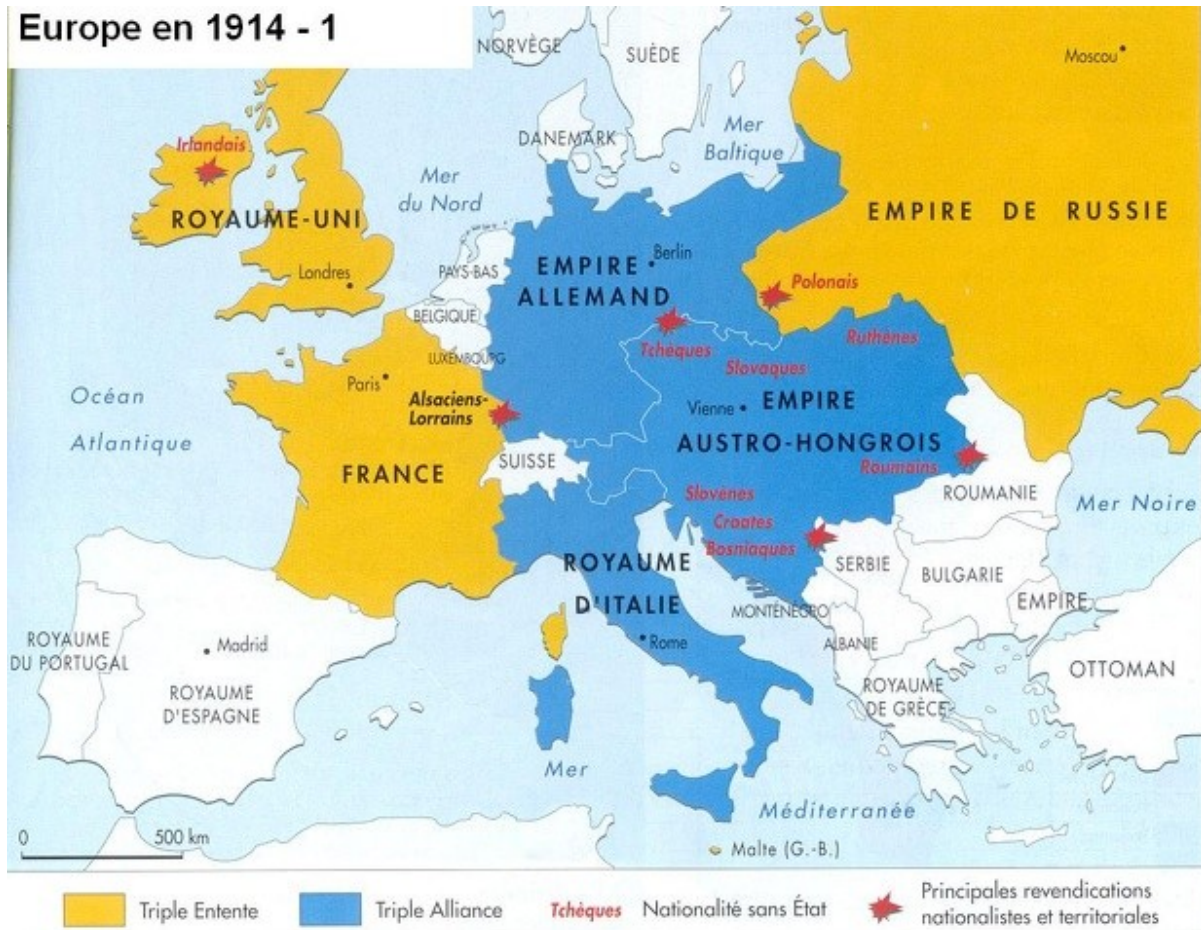 Europe en 1914 - 1
NORVÈGE
SUÈDE
Moscou
DANEMARK
Mer
Baltique
Irlandais
Mer
du Nord
ROYAUME-UNI
EMPIRE DE RUSSIE
Londres
PAYS-BAS
EMPIRE
ALLEMAND
Berlin
Polonais
BELGIQUE
LUXEMBOURG
Tchèques
Slovaques
Ruthènes
Paris
Alsaciens-
Lorrains
Vienne
EMPIRE
AUSTRO-HONGROIS
Océan
Atlantique
FRANCE
SUISSE
Roumains
ROUMANIE
Mer Noire
Slovènes
Croates
Bosniaques
SERBIE
BULGARIE
ROYAUME
D'ITALIE
MONTÉNÉGRO
EMPIRE
OTTOMAN
ALBANIE
Rome
ROYAUME
DU PORTUGAL
Madrid
ROYAUME
D'ESPAGNE
ROYAUME
DE GRÈCE
Mer
Méditerranée
Malte (G.-B.)
0 500 km
Triple Entente
Triple Alliance
Tchèques Nationalité sans État
Principales revendications
nationalistes et territoriales